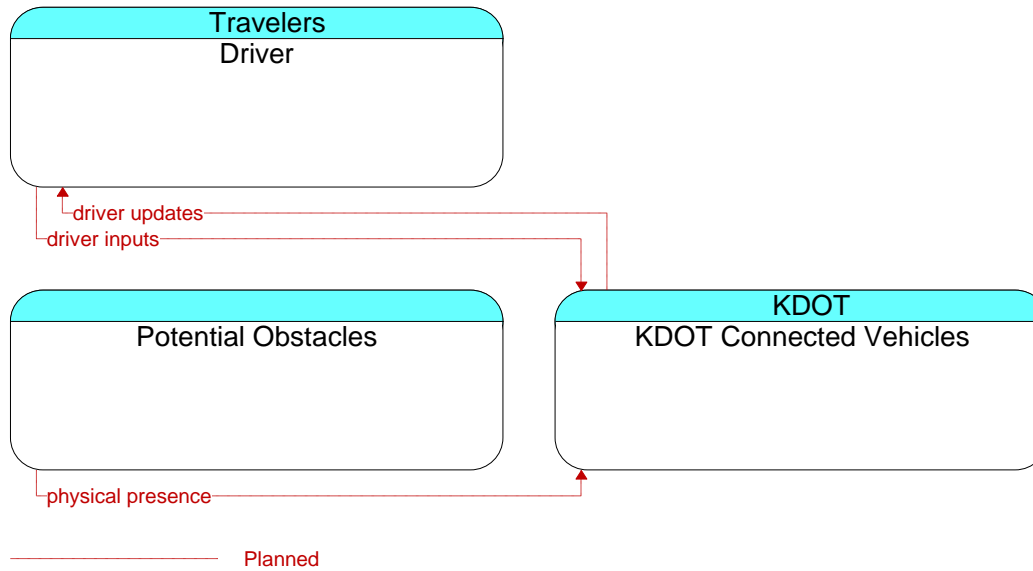 Travelers
Driver
driver updates
driver inputs
Potential Obstacles
KDOT
KDOT Connected Vehicles
physical presence
Planned